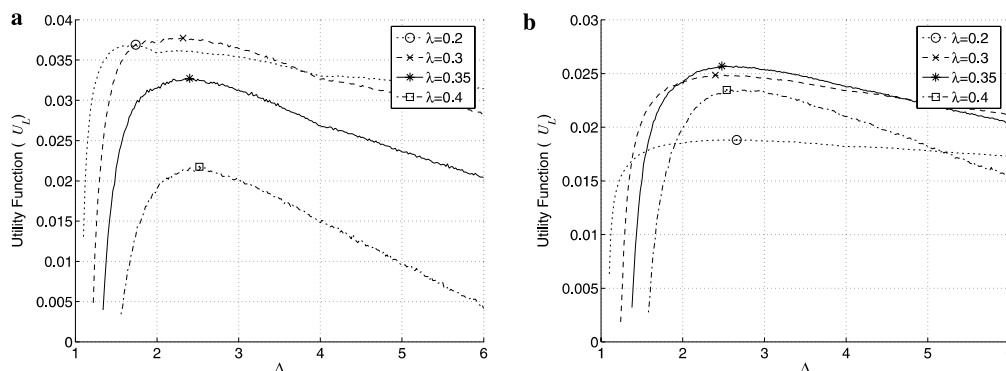 a
0.04
0.035
0.03
0.025
0.02
0.015
0.01
0.005
0
1 2 3 4 5 6
Utility Function ( U_L)
λ=0.2
λ=0.3
λ=0.35
λ=0.4
b
0.03
0.025
0.02
0.015
0.01
0.005
0
1 2 3 4 5
Utility Function ( U_L)
λ=0.2
λ=0.3
λ=0.35
λ=0.4